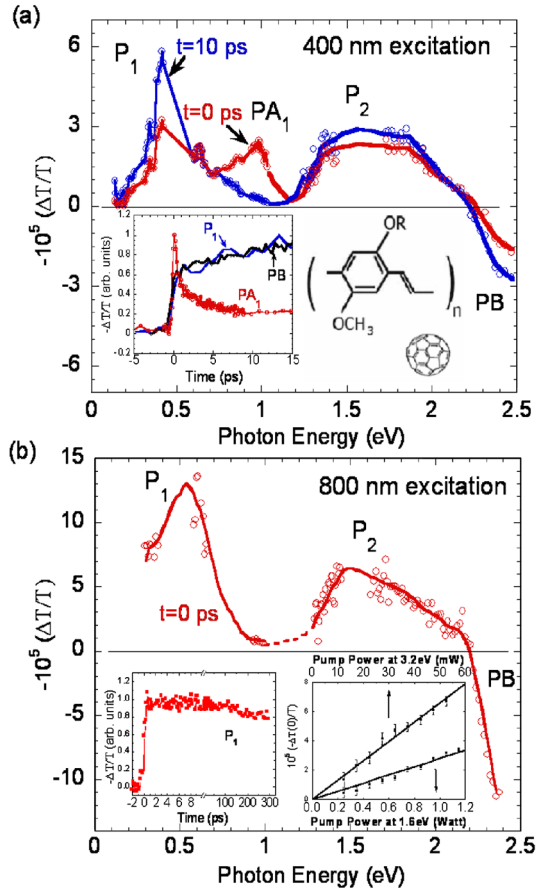 (a)
400 nm excitation
P1
t=10 ps
t=0 ps
PA1
P2
PB
-10^5 (ΔT/T)
6
3
0
-3
-6
-ΔT/T (arb. units)
1.0
0.8
0.6
0.4
0.2
0
-0.2
P1
PB
PA1
-5
0
5
10
15
Time (ps)
OR
OCH3
n
0
0.5
1
1.5
2
2.5
Photon Energy (eV)
(b)
800 nm excitation
P1
P2
t=0 ps
PB
-10^5 (ΔT/T)
15
10
5
0
-5
-10
-ΔT/T (arb. units)
1.0
0.8
0.6
0.4
0.2
0.0
P1
-2 0 2 4 6 8 100 200 300
Time (ps)
Pump Power at 3.2eV (mW)
0 10 20 30 40 50 60
8
6
4
2
0
0.0 0.2 0.4 0.6 0.8 1.0 1.2
Pump Power at 1.6eV (Watt)
0
0.5
1
1.5
2
2.5
Photon Energy (eV)